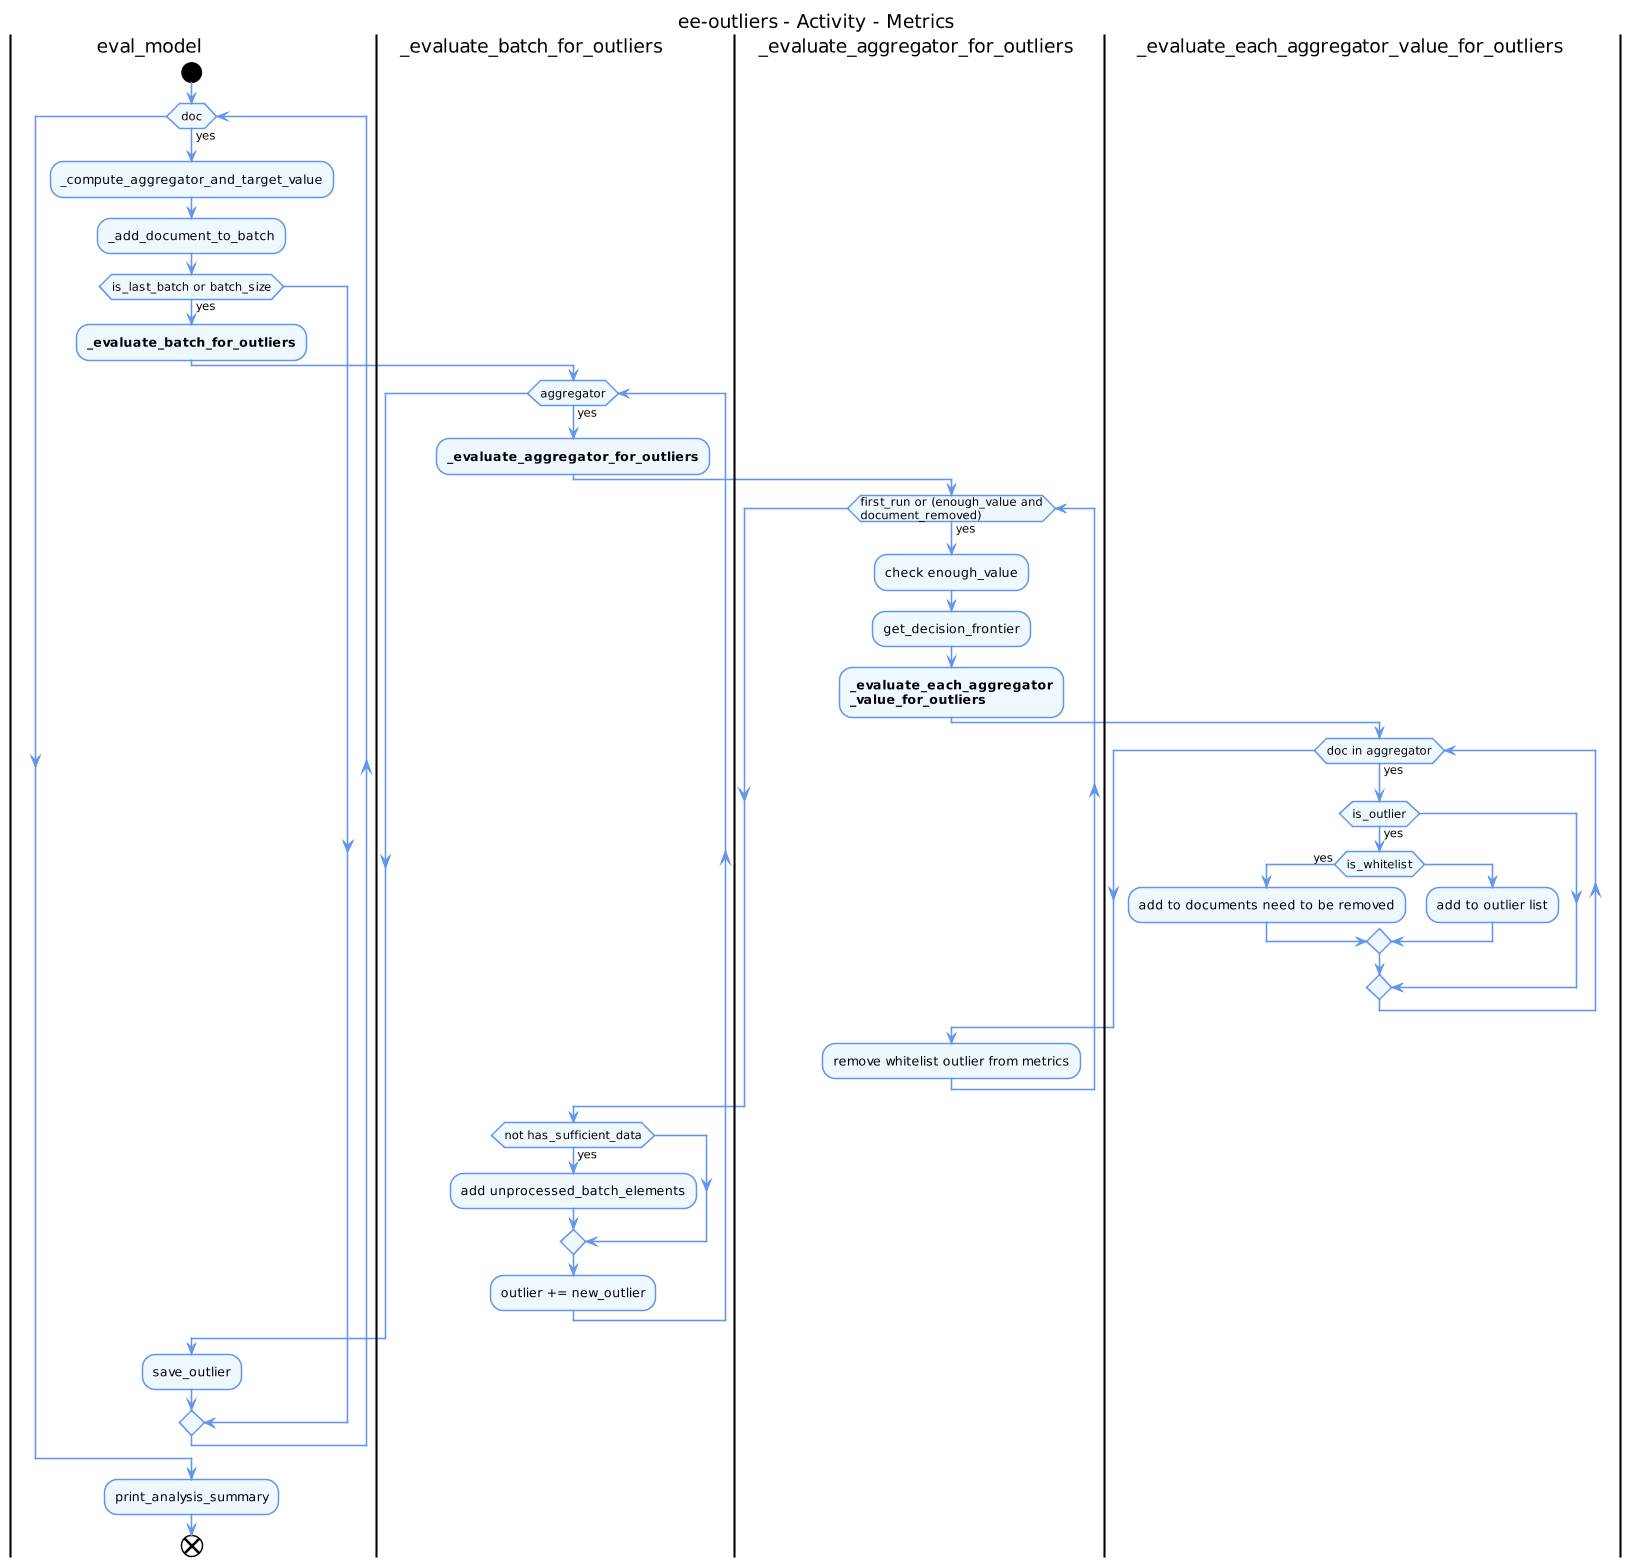 ee-outliers - Activity - Metrics
eval_model
_evaluate_batch_for_outliers
_evaluate_aggregator_for_outliers
_evaluate_each_aggregator_value_for_outliers
doc
yes
_compute_aggregator_and_target_value
_add_document_to_batch
is_last_batch or batch_size
yes
_evaluate_batch_for_outliers
aggregator
yes
_evaluate_aggregator_for_outliers
first_run or (enough_value and
document_removed)
yes
check enough_value
get_decision_frontier
_evaluate_each_aggregator
_value_for_outliers
doc in aggregator
yes
is_outlier
yes
yes
is_whitelist
add to documents need to be removed
add to outlier list
remove whitelist outlier from metrics
not has_sufficient_data
yes
add unprocessed_batch_elements
outlier += new_outlier
save_outlier
print_analysis_summary